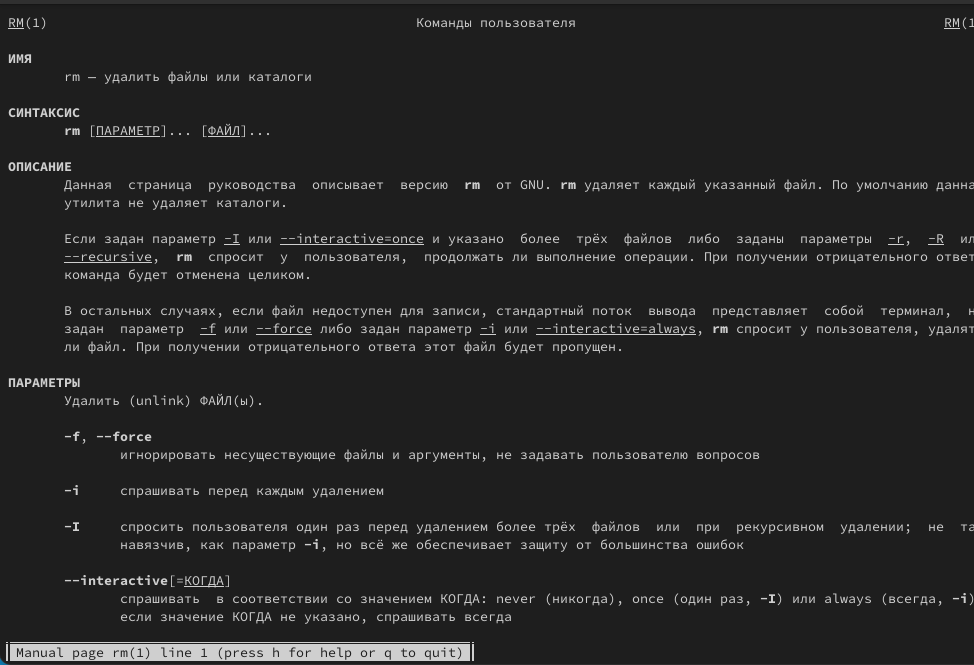 RM(1) Команды пользователя RM(1
ИМЯ
rm — удалить файлы или каталоги
СИНТАКСИС
rm [ПАРАМЕТР]... [ФАЙЛ]...
ОПИСАНИЕ
Данная страница руководства описывает версию rm от GNU. rm удаляет каждый указанный файл. По умолчанию данна
утилита не удаляет каталоги.
Если задан параметр -I или --interactive=once и указано более трёх файлов либо заданы параметры -r, -R ил
--recursive, rm спросит у пользователя, продолжать ли выполнение операции. При получении отрицательного ответ
команда будет отменена целиком.
В остальных случаях, если файл недоступен для записи, стандартный поток вывода представляет собой терминал, н
задан параметр -f или --force либо задан параметр -i или --interactive=always, rm спросит у пользователя, удалят
ли файл. При получении отрицательного ответа этот файл будет пропущен.
ПАРАМЕТРЫ
Удалить (unlink) ФАЙЛ(ы).
-f, --force
игнорировать несуществующие файлы и аргументы, не задавать пользователю вопросов
-i спрашивать перед каждым удалением
-I спросить пользователя один раз перед удалением более трёх файлов или при рекурсивном удалении; не та
навязчив, как параметр -i, но всё же обеспечивает защиту от большинства ошибок
--interactive[=КОГДА]
спрашивать в соответствии со значением КОГДА: never (никогда), once (один раз, -I) или always (всегда, -i)
если значение КОГДА не указано, спрашивать всегда
Manual page rm(1) line 1 (press h for help or q to quit)